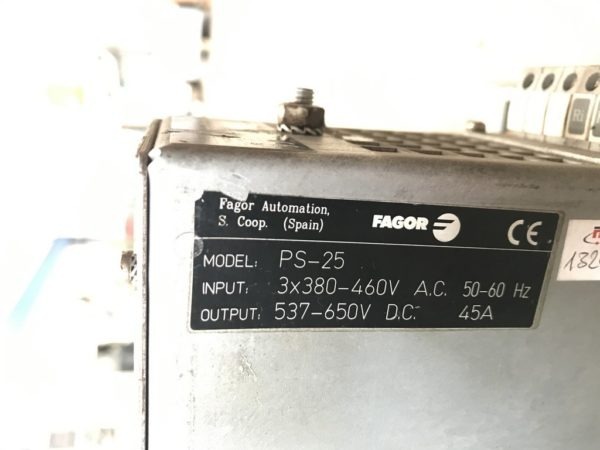 Fagor Automation,
S. Coop. (Spain)
FAGOR
CE
MODEL: PS-25
INPUT: 3x380-460V A.C. 50-60 Hz
OUTPUT: 537-650V D.C. 45A